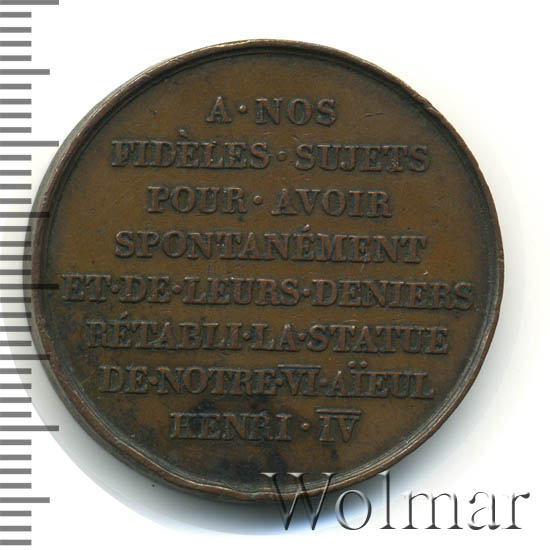 A·NOS
FIDÈLES·SUJETS
POUR·AVOIR
SPONTANÉMENT
ET·DE·LEURS·DENIERS
RÉTABLI·LA·STATUE
DE·NOTRE·VI·AÏEUL
HENRI·IV
Wolmar